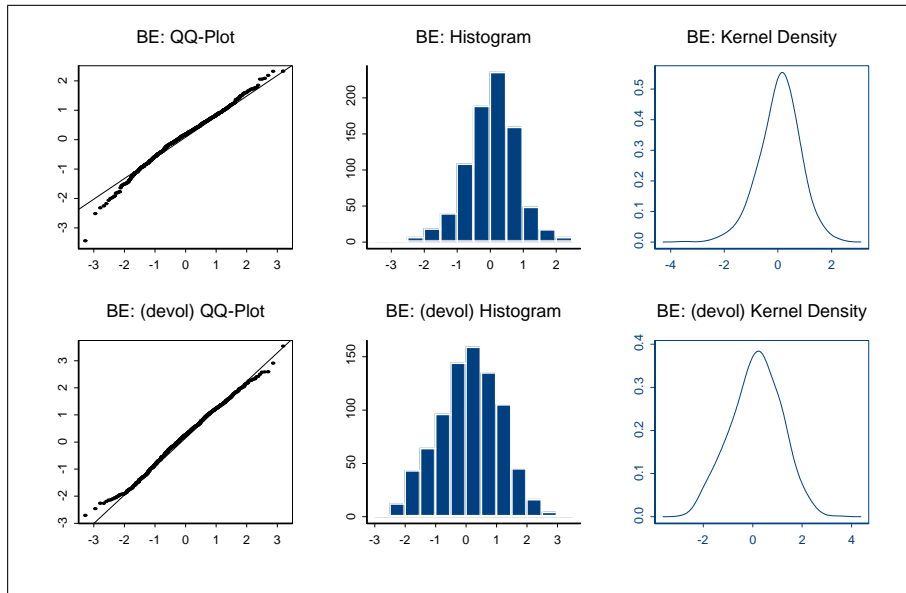 BE: QQ-Plot
BE: Histogram
BE: Kernel Density
2
1
0
-1
-2
-3
-3 -2 -1 0 1 2 3
200
150
100
50
0
-3 -2 -1 0 1 2
0.5
0.4
0.3
0.2
0.1
0.0
-4 -2 0 2
BE: (devol) QQ-Plot
BE: (devol) Histogram
BE: (devol) Kernel Density
3
2
1
0
-1
-2
-3
-3 -2 -1 0 1 2 3
150
100
50
0
-3 -2 -1 0 1 2 3
0.4
0.3
0.2
0.1
0.0
-2 0 2 4